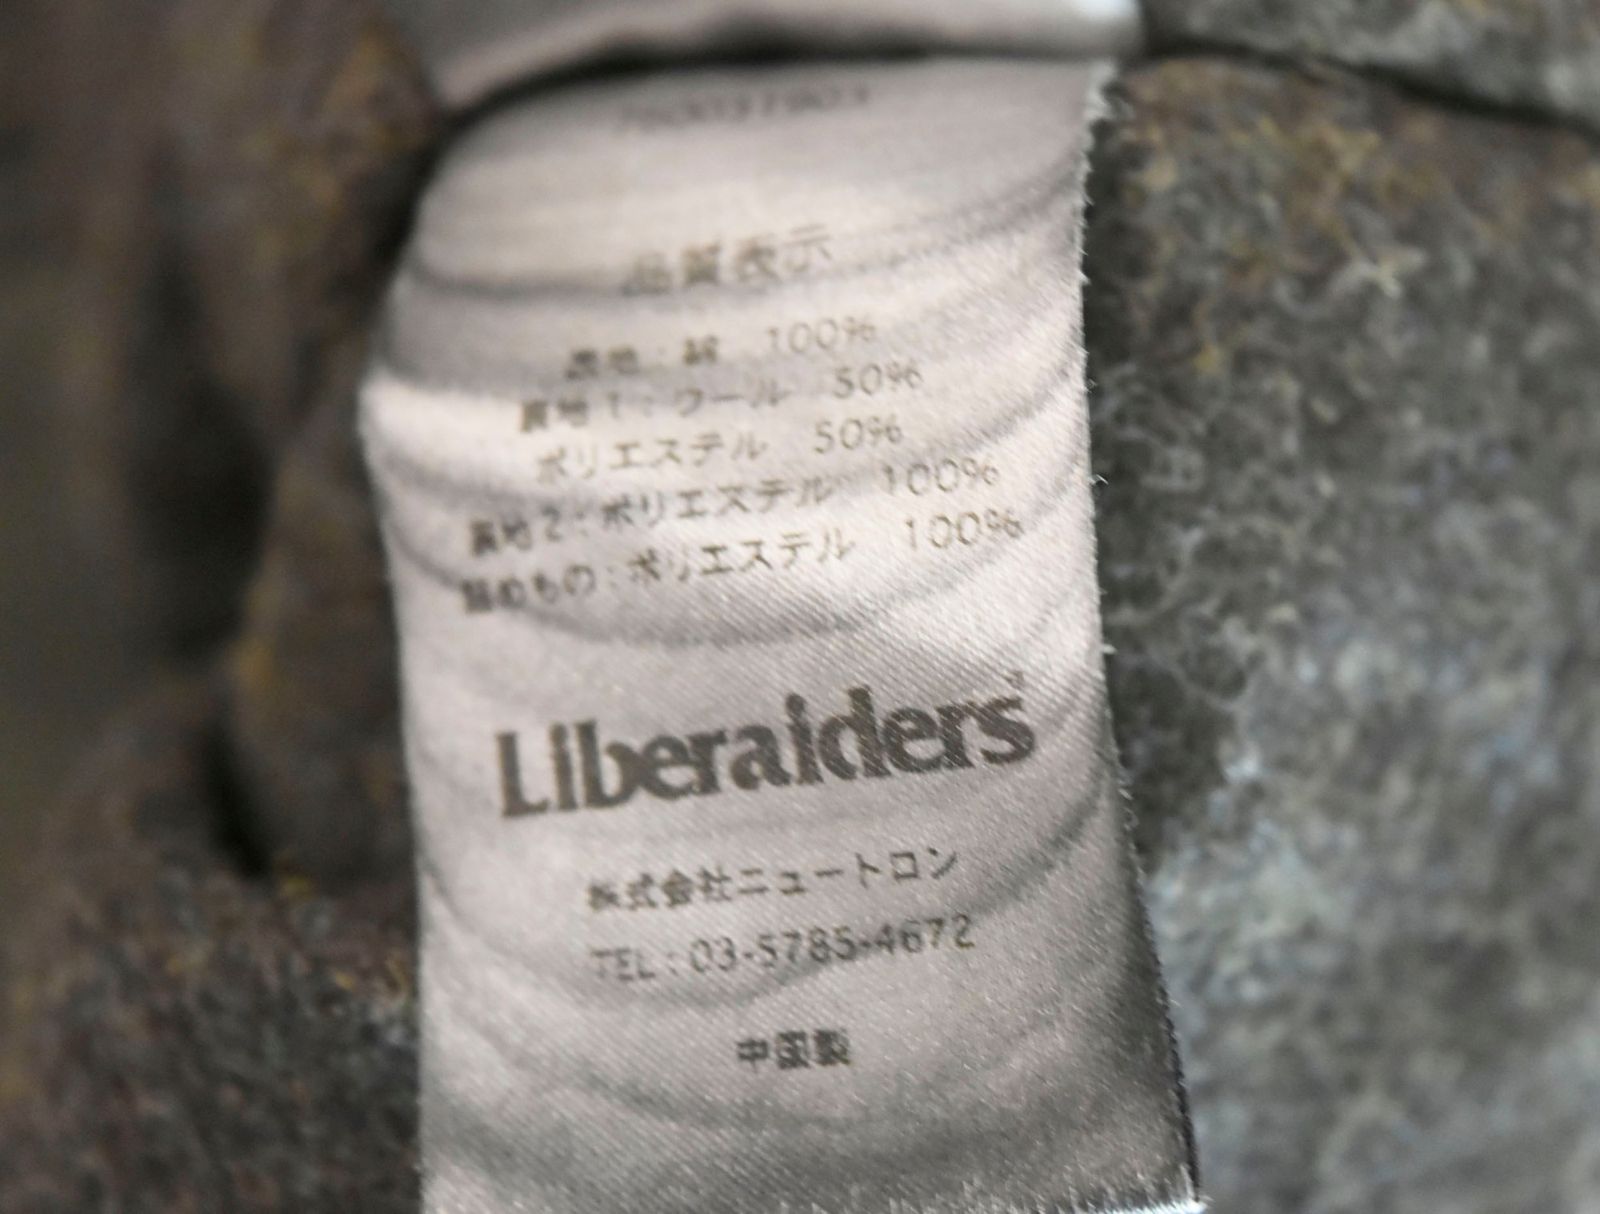 品質表示
表地：綿　100%
裏地1：ウール　50%
ポリエステル　50%
裏地2：ポリエステル　100%
詰めもの：ポリエステル　100%
Liberaiders
株式会社ニュートロン
TEL：03-5785-4672
中国製